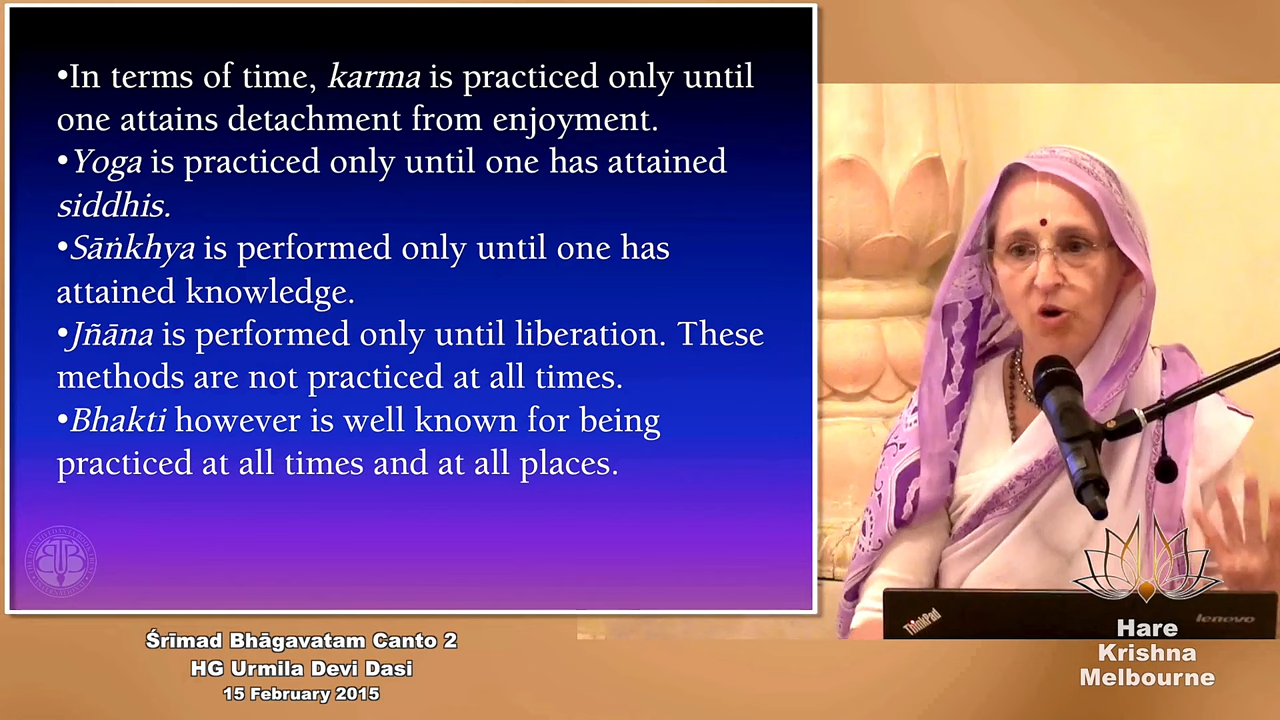 •In terms of time, karma is practiced only until
one attains detachment from enjoyment.
•Yoga is practiced only until one has attained
siddhis.
•Sāṅkhya is performed only until one has
attained knowledge.
•Jñāna is performed only until liberation. These
methods are not practiced at all times.
•Bhakti however is well known for being
practiced at all times and at all places.
Śrīmad Bhāgavatam Canto 2
HG Urmila Devi Dasi
15 February 2015
ThinkPad
lenovo
Hare
Krishna
Melbourne